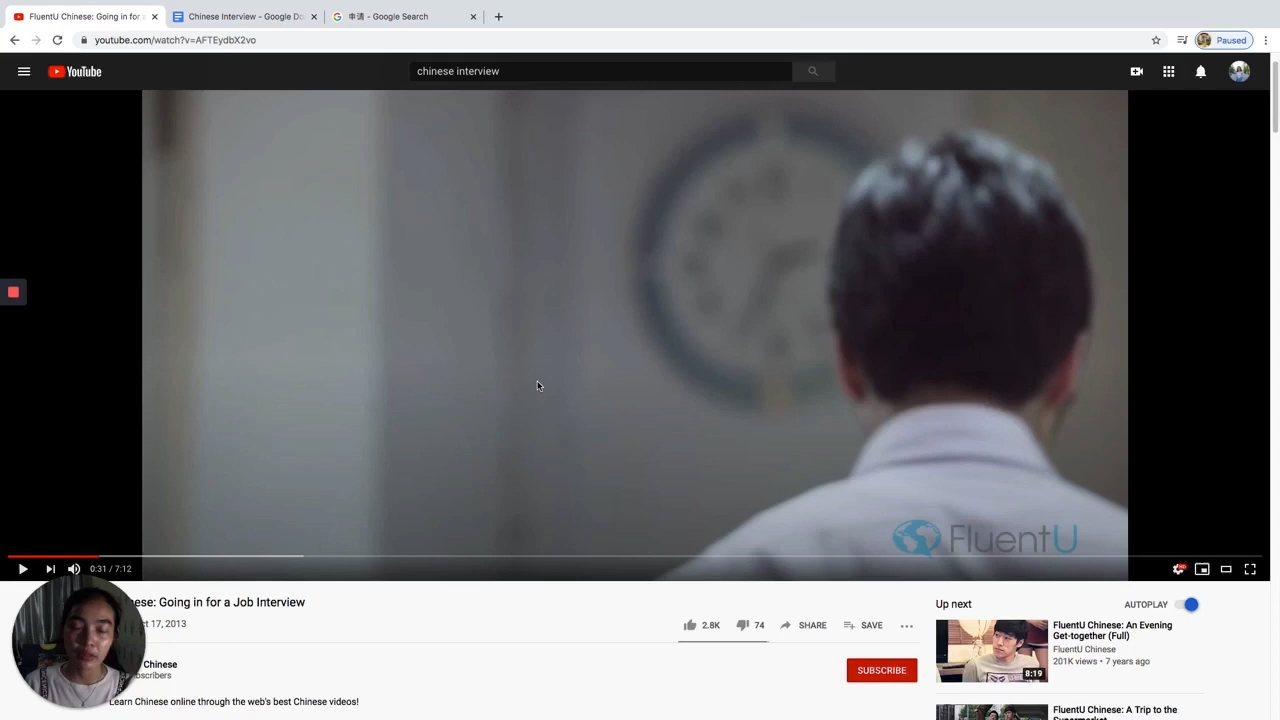 FluentU Chinese: Going in for a
Chinese Interview - Google Do
申请 - Google Search
youtube.com/watch?v=AFTEydbX2vo
Paused
YouTube
chinese interview
FluentU
0:31 / 7:12
HD
ese: Going in for a Job Interview
ct 17, 2013
2.8K
74
SHARE
SAVE
Chinese
bscribers
SUBSCRIBE
Learn Chinese online through the web's best Chinese videos!
Up next
AUTOPLAY
FluentU Chinese: An Evening
Get-together (Full)
FluentU Chinese
201K views • 7 years ago
8:19
FluentU Chinese: A Trip to the